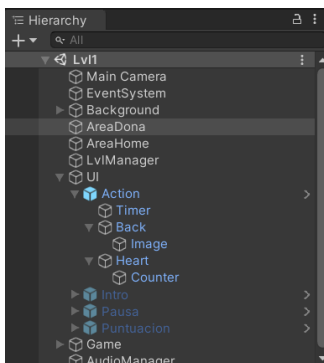 Hierarchy
All
Lvl1
Main Camera
EventSystem
Background
AreaDona
AreaHome
LvlManager
UI
Action
Timer
Back
Image
Heart
Counter
Intro
Pausa
Puntuacion
Game
AudioManager